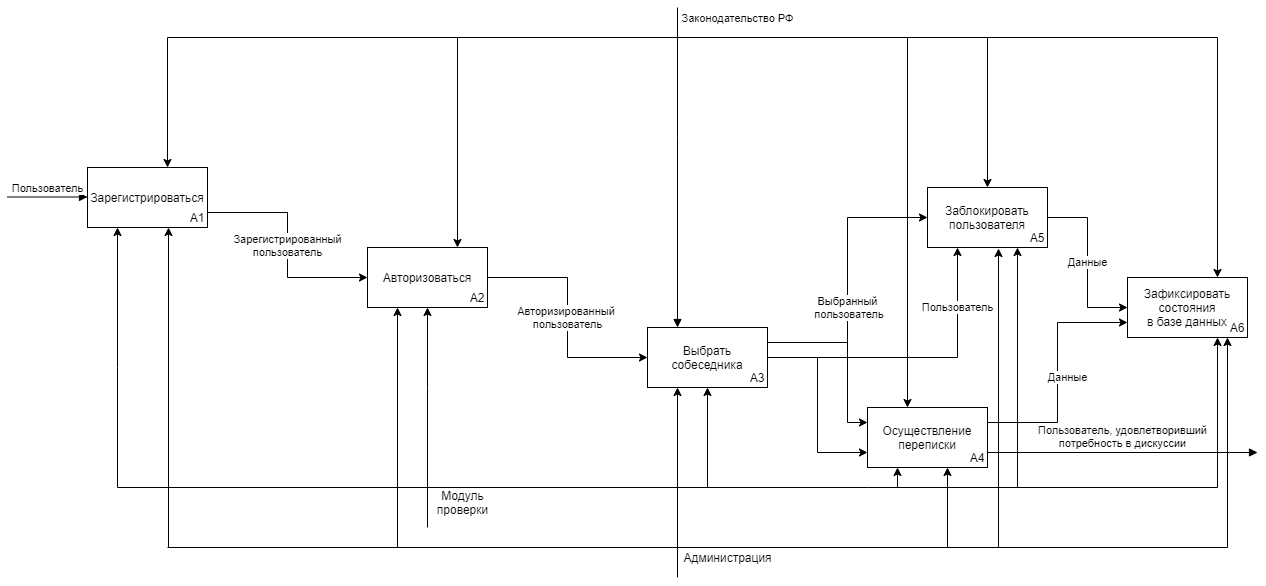 Законодательство РФ
Пользователь
Зарегистрироваться
A1
Зарегистрированный
пользователь
Авторизоваться
A2
Авторизированный
пользователь
Выбрать
собеседника
A3
Выбранный
пользователь
Пользователь
Заблокировать
пользователя
A5
Данные
Зафиксировать
состояния
в базе данных
A6
Данные
Осуществление
переписки
A4
Пользователь, удовлетворивший
потребность в дискуссии
Модуль
проверки
Администрация